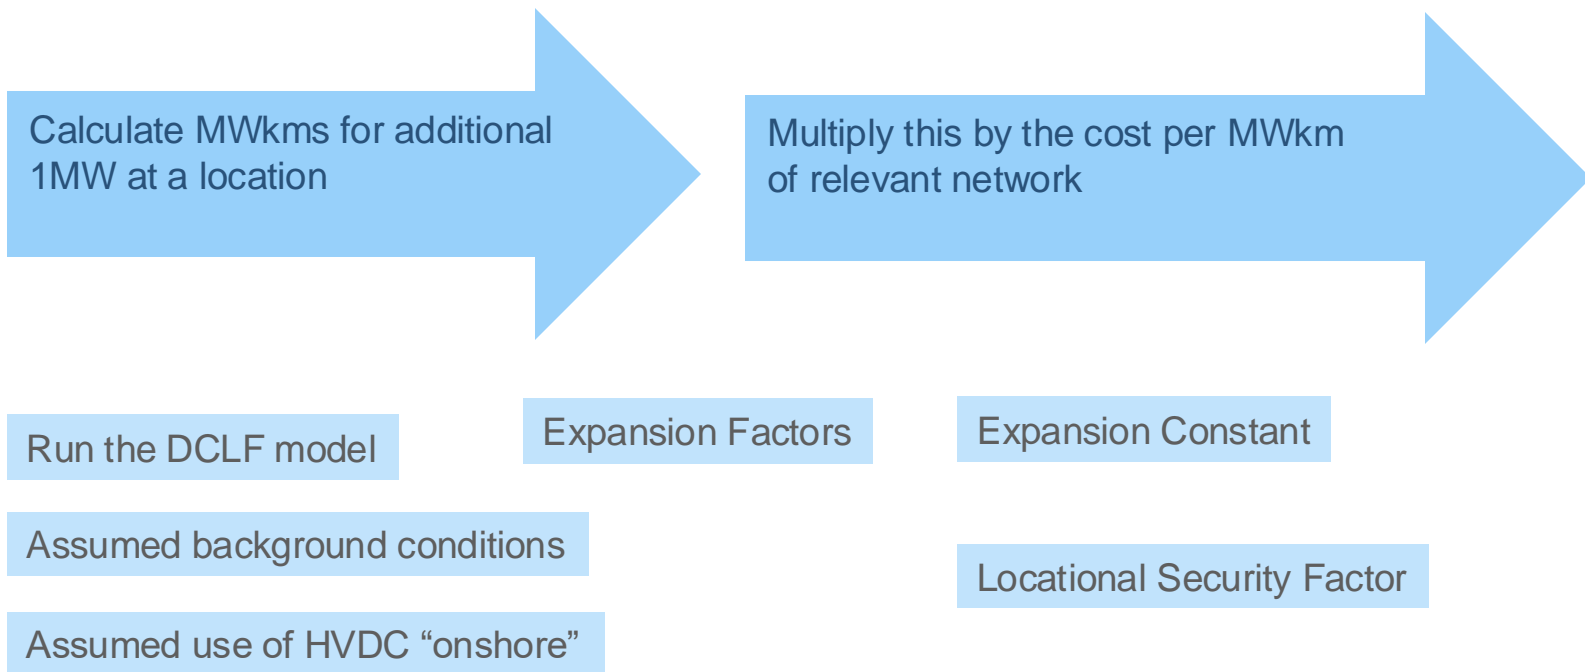 Calculate MWkms for additional
1MW at a location
Multiply this by the cost per MWkm
of relevant network
Run the DCLF model
Expansion Factors
Expansion Constant
Assumed background conditions
Locational Security Factor
Assumed use of HVDC “onshore”